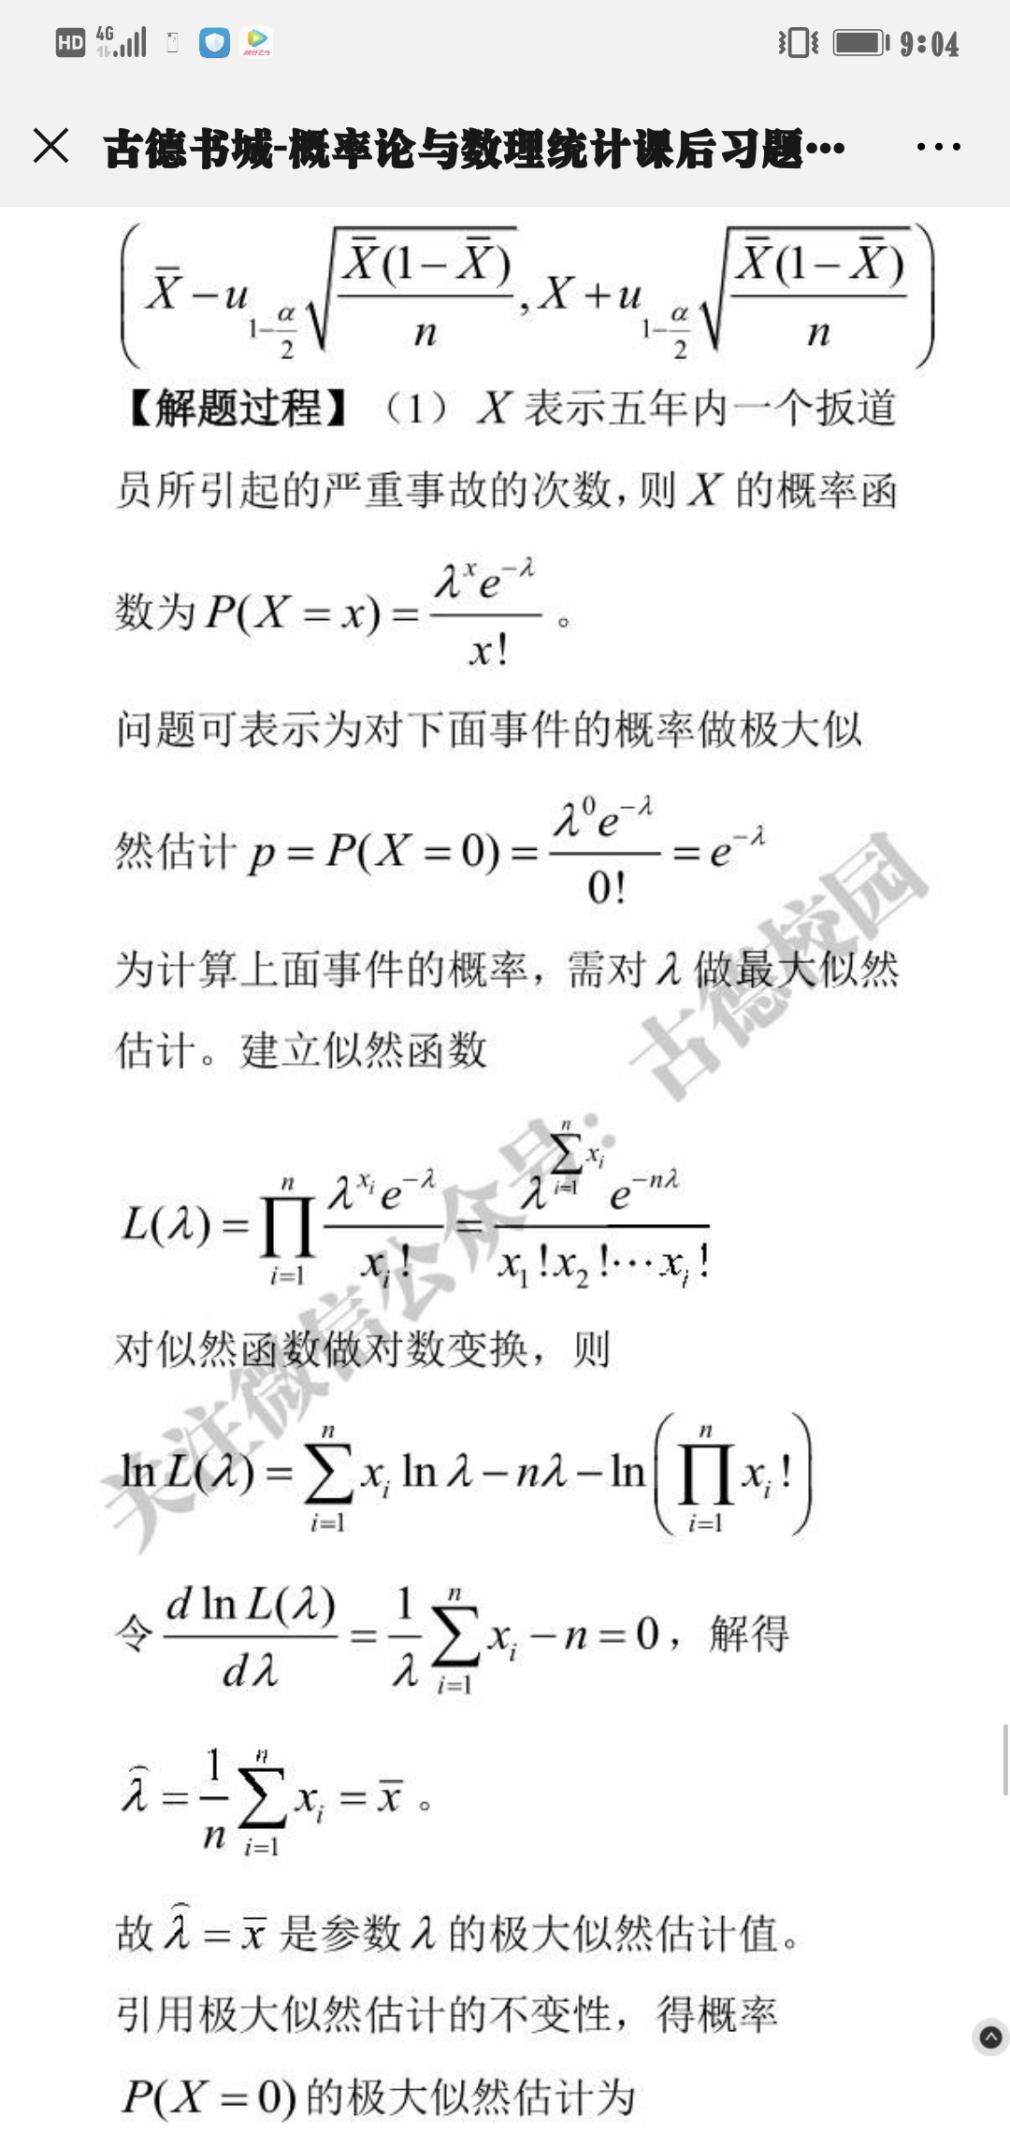 HD 4G 9:04
古德书城-概率论与数理统计课后习题… …
(X̄ − u_{1−α/2} √(X̄(1−X̄)/n), X + u_{1−α/2} √(X̄(1−X̄)/n))
【解题过程】（1） X 表示五年内一个扳道
员所引起的严重事故的次数，则 X 的概率函
数为 P(X = x) = λ^x e^{−λ} / x! 。
问题可表示为对下面事件的概率做极大似
然估计 p = P(X = 0) = λ^0 e^{−λ} / 0! = e^{−λ}
为计算上面事件的概率，需对 λ 做最大似然
估计。建立似然函数
L(λ) = ∏_{i=1}^{n} λ^{x_i} e^{−λ} / x_i! = λ^{∑_{i=1}^{n} x_i} e^{−nλ} / x_1! x_2! ⋯ x_i!
对似然函数做对数变换，则
ln L(λ) = ∑_{i=1}^{n} x_i ln λ − nλ − ln(∏_{i=1}^{n} x_i!)
令 d ln L(λ) / dλ = 1/λ ∑_{i=1}^{n} x_i − n = 0，解得
λ̂ = 1/n ∑_{i=1}^{n} x_i = x̄ 。
故 λ̂ = x̄ 是参数 λ 的极大似然估计值。
引用极大似然估计的不变性，得概率
P(X = 0) 的极大似然估计为
关注微信公众号：古德校园